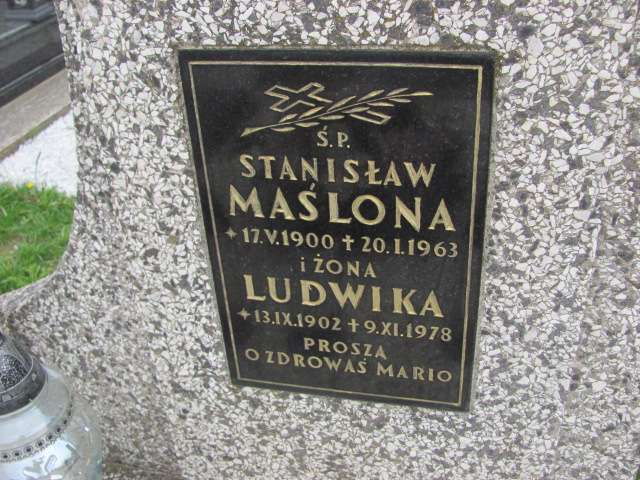 Ś.P.
STANISŁAW
MAŚLONA
* 17.V.1900 ✝ 20.I.1963
i ŻONA
LUDWIKA
* 13.IX.1902 ✝ 9.XI.1978
PROSZĄ
O ZDROWAŚ MARIO